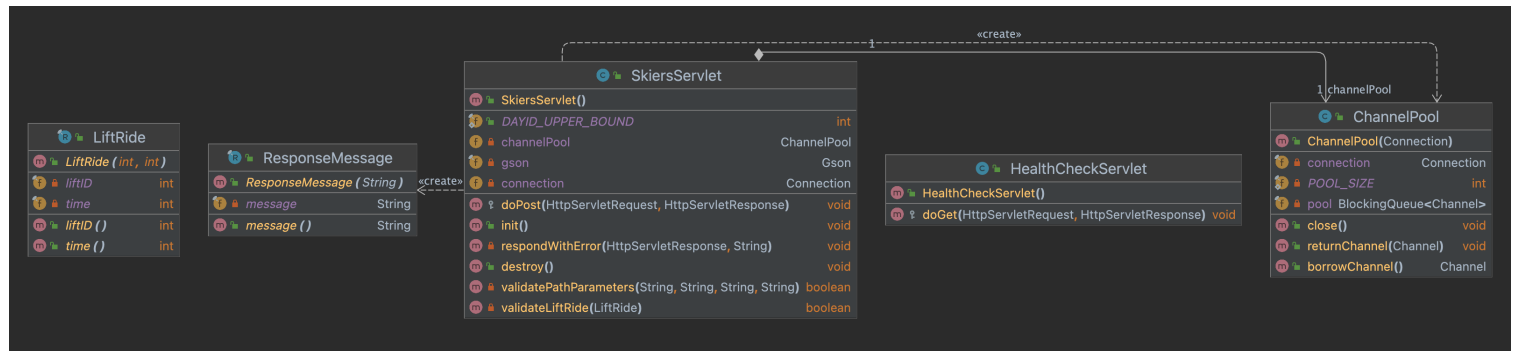 «create»
1
1 channelPool
«create»
LiftRide
LiftRide(int, int)
liftID int
time int
liftID() int
time() int
ResponseMessage
ResponseMessage(String)
message String
message() String
SkiersServlet
SkiersServlet()
DAYID_UPPER_BOUND int
channelPool ChannelPool
gson Gson
connection Connection
doPost(HttpServletRequest, HttpServletResponse) void
init() void
respondWithError(HttpServletResponse, String) void
destroy() void
validatePathParameters(String, String, String, String) boolean
validateLiftRide(LiftRide) boolean
HealthCheckServlet
HealthCheckServlet()
doGet(HttpServletRequest, HttpServletResponse) void
ChannelPool
ChannelPool(Connection)
connection Connection
POOL_SIZE int
pool BlockingQueue<Channel>
close() void
returnChannel(Channel) void
borrowChannel() Channel